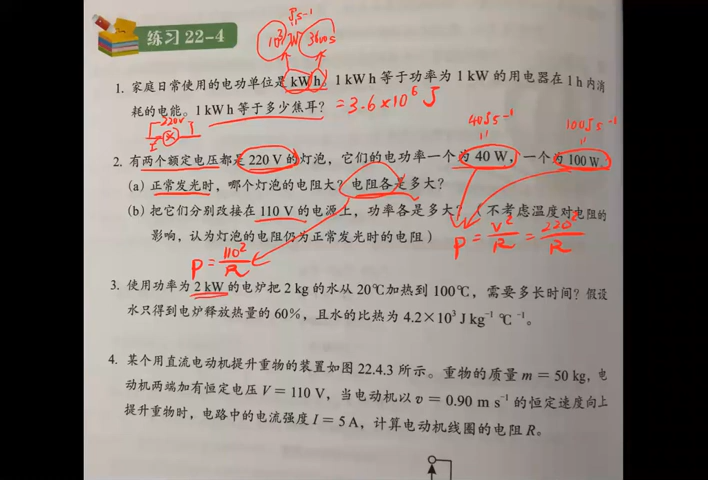 J s⁻¹
10³ W 3600s
练习 22-4
1. 家庭日常使用的电功单位是 kW h。1 kW h 等于功率为 1 kW 的用电器在 1 h 内消
耗的电能。1 kW h 等于多少焦耳？ = 3.6×10⁶ J
220V
40J s⁻¹
100J s⁻¹
2. 有两个额定电压都是 220 V 的灯泡，它们的电功率一个为 40 W，一个为 100 W。
(a) 正常发光时，哪个灯泡的电阻大？电阻各是多大？
(b) 把它们分别改接在 110 V 的电源上，功率各是多大？（不考虑温度对电阻的
影响，认为灯泡的电阻仍为正常发光时的电阻）
P = V²/R = 220²/R
P = 110²/R
3. 使用功率为 2 kW 的电炉把 2 kg 的水从 20℃加热到 100℃，需要多长时间？假设
水只得到电炉释放热量的 60%，且水的比热为 4.2×10³ J kg⁻¹ ℃⁻¹。
4. 某个用直流电动机提升重物的装置如图 22.4.3 所示。重物的质量 m = 50 kg，电
动机两端加有恒定电压 V = 110 V，当电动机以 v = 0.90 m s⁻¹ 的恒定速度向上
提升重物时，电路中的电流强度 I = 5 A，计算电动机线圈的电阻 R。